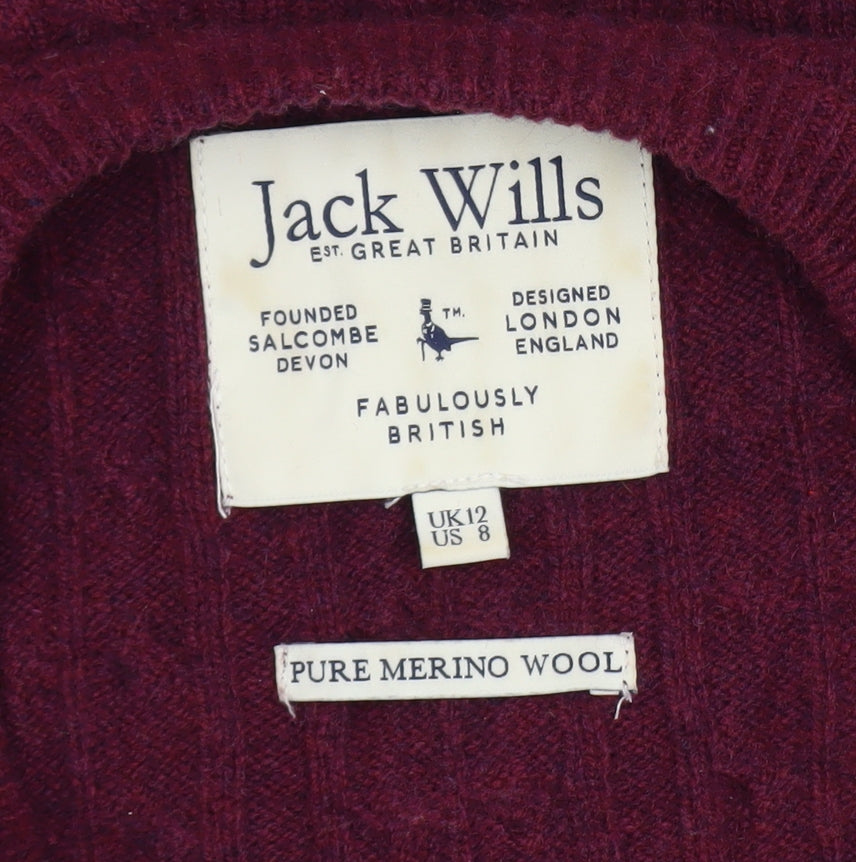 Jack Wills
EST. GREAT BRITAIN
FOUNDED
SALCOMBE
DEVON
TM.
DESIGNED
LONDON
ENGLAND
FABULOUSLY
BRITISH
UK12
US 8
PURE MERINO WOOL